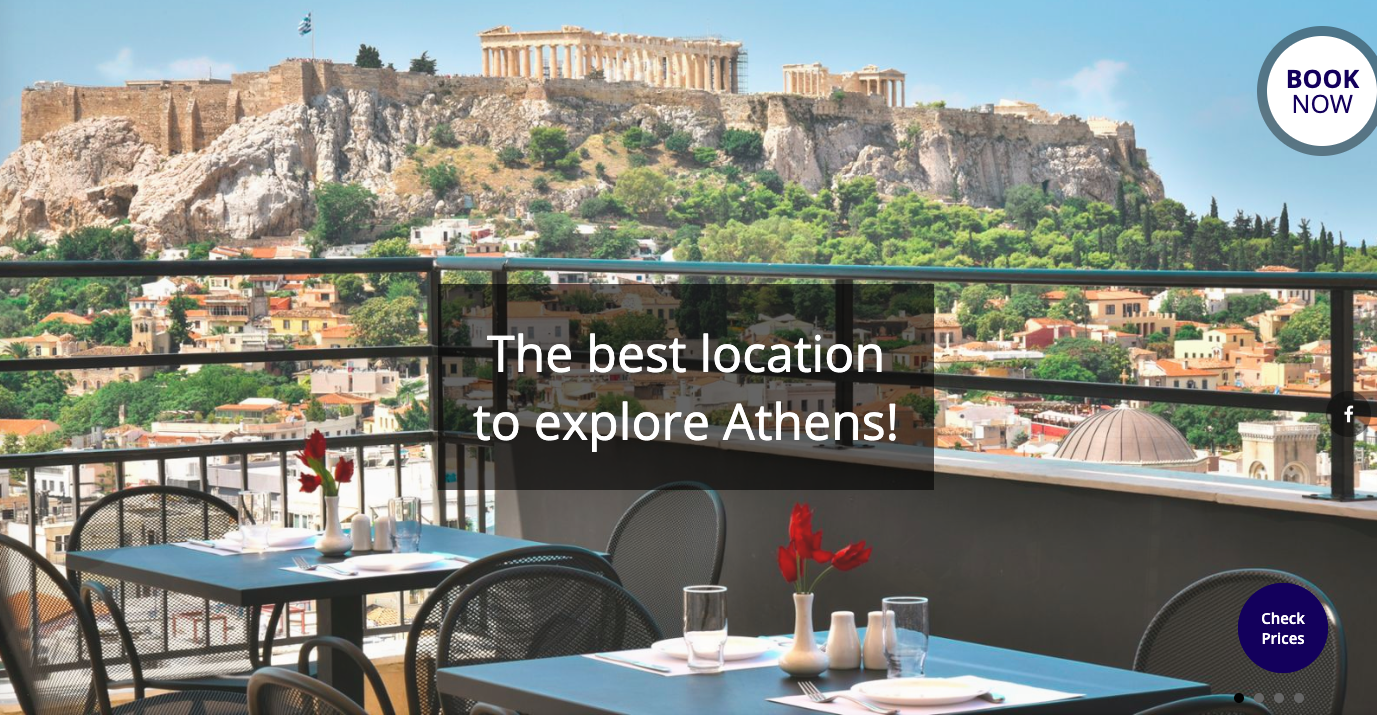 BOOK
NOW
The best location
to explore Athens!
f
Check
Prices